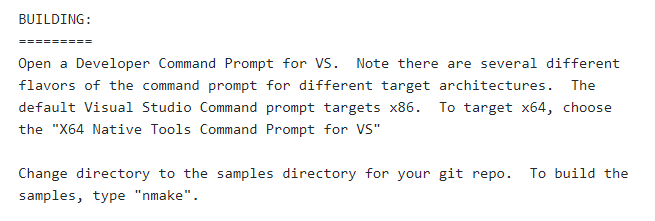 BUILDING:
=========
Open a Developer Command Prompt for VS.  Note there are several different
flavors of the command prompt for different target architectures.  The
default Visual Studio Command prompt targets x86.  To target x64, choose
the "X64 Native Tools Command Prompt for VS"

Change directory to the samples directory for your git repo.  To build the
samples, type "nmake".